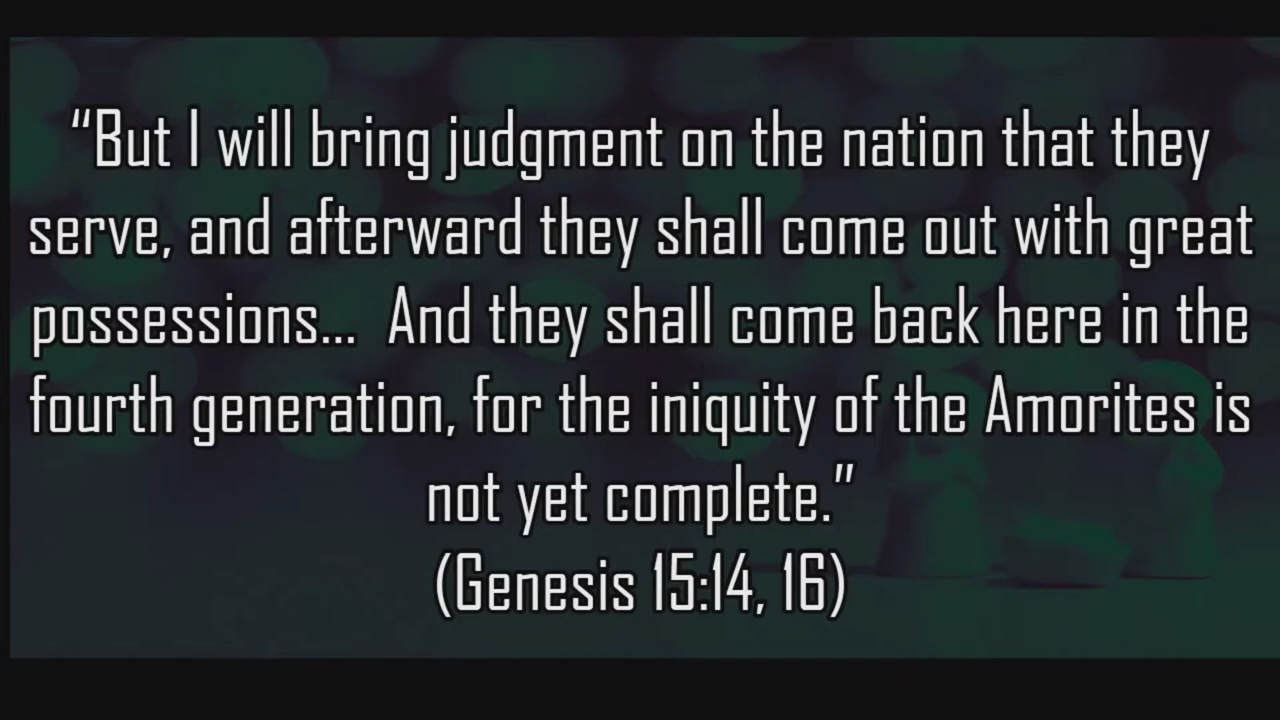 “But I will bring judgment on the nation that they
serve, and afterward they shall come out with great
possessions...  And they shall come back here in the
fourth generation, for the iniquity of the Amorites is
not yet complete.”
(Genesis 15:14, 16)